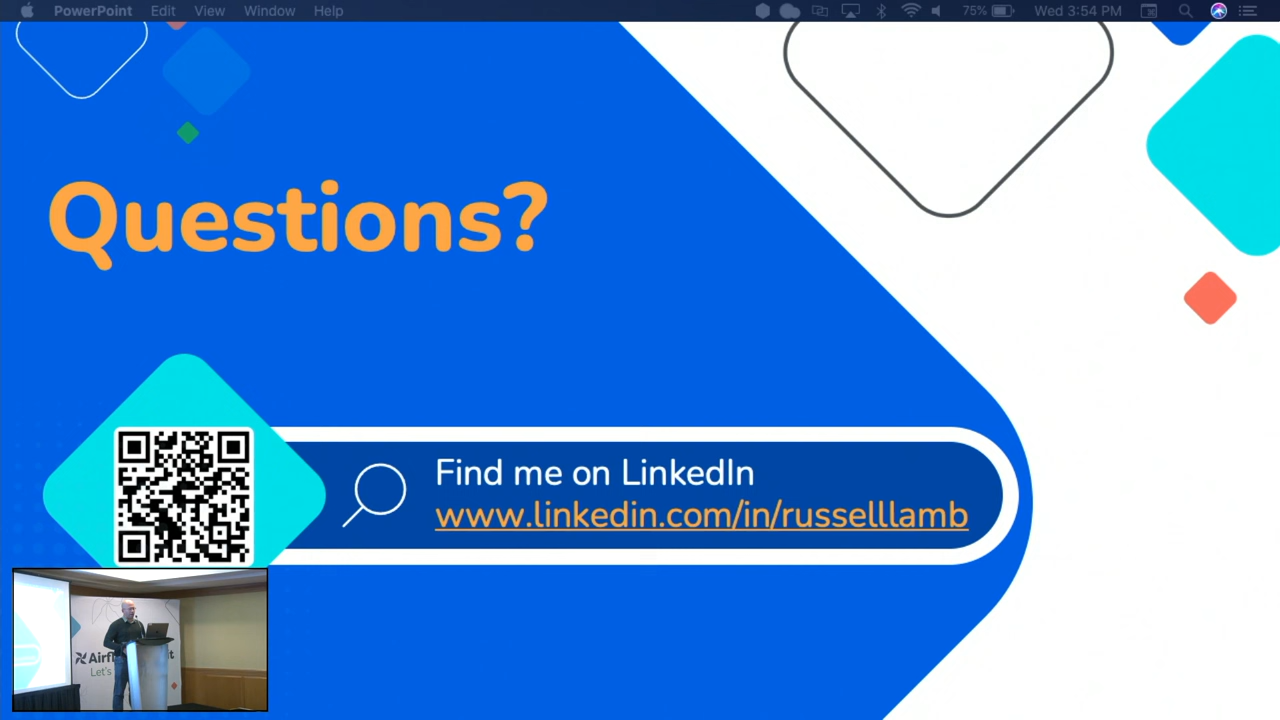 PowerPoint Edit View Window Help 75% Wed 3:54 PM
Questions?
Find me on LinkedIn
www.linkedin.com/in/russelllamb
Let's